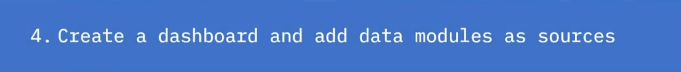 4. Create a dashboard and add data modules as sources